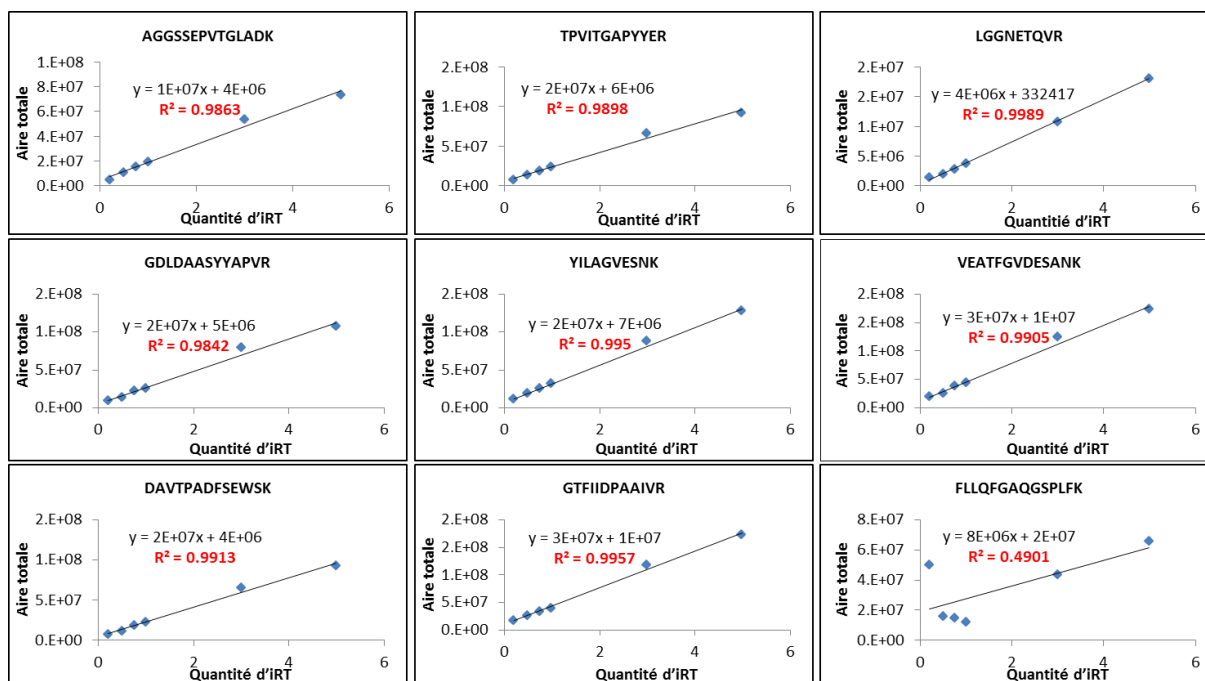 AGGSSEPVTGLADK
Aire totale
1.E+08
8.E+07
6.E+07
4.E+07
2.E+07
0.E+00
y = 1E+07x + 4E+06
R² = 0.9863
0 2 4 6
Quantité d'iRT
TPVITGAPYYER
Aire totale
2.E+08
1.E+08
5.E+07
0.E+00
y = 2E+07x + 6E+06
R² = 0.9898
0 2 4 6
Quantité d'iRT
LGGNETQVR
Aire totale
2.E+07
2.E+07
1.E+07
5.E+06
0.E+00
y = 4E+06x + 332417
R² = 0.9989
0 2 4 6
Quantitié d'iRT
GDLDAASYYAPVR
Aire totale
2.E+08
1.E+08
5.E+07
0.E+00
y = 2E+07x + 5E+06
R² = 0.9842
0 2 4 6
Quantité d'iRT
YILAGVESNK
Aire totale
2.E+08
1.E+08
5.E+07
0.E+00
y = 2E+07x + 7E+06
R² = 0.995
0 2 4 6
Quantité d'iRT
VEATFGVDESANK
Aire totale
2.E+08
2.E+08
1.E+08
5.E+07
0.E+00
y = 3E+07x + 1E+07
R² = 0.9905
0 2 4 6
Quantité d'iRT
DAVTPADFSEWSK
Aire totale
2.E+08
1.E+08
5.E+07
0.E+00
y = 2E+07x + 4E+06
R² = 0.9913
0 2 4 6
Quantité d'iRT
GTFIIDPAAIVR
Aire totale
2.E+08
2.E+08
1.E+08
5.E+07
0.E+00
y = 3E+07x + 1E+07
R² = 0.9957
0 2 4 6
Quantité d'iRT
FLLQFGAQGSPLFK
Aire totale
8.E+07
6.E+07
4.E+07
2.E+07
0.E+00
y = 8E+06x + 2E+07
R² = 0.4901
0 2 4 6
Quantité d'iRT